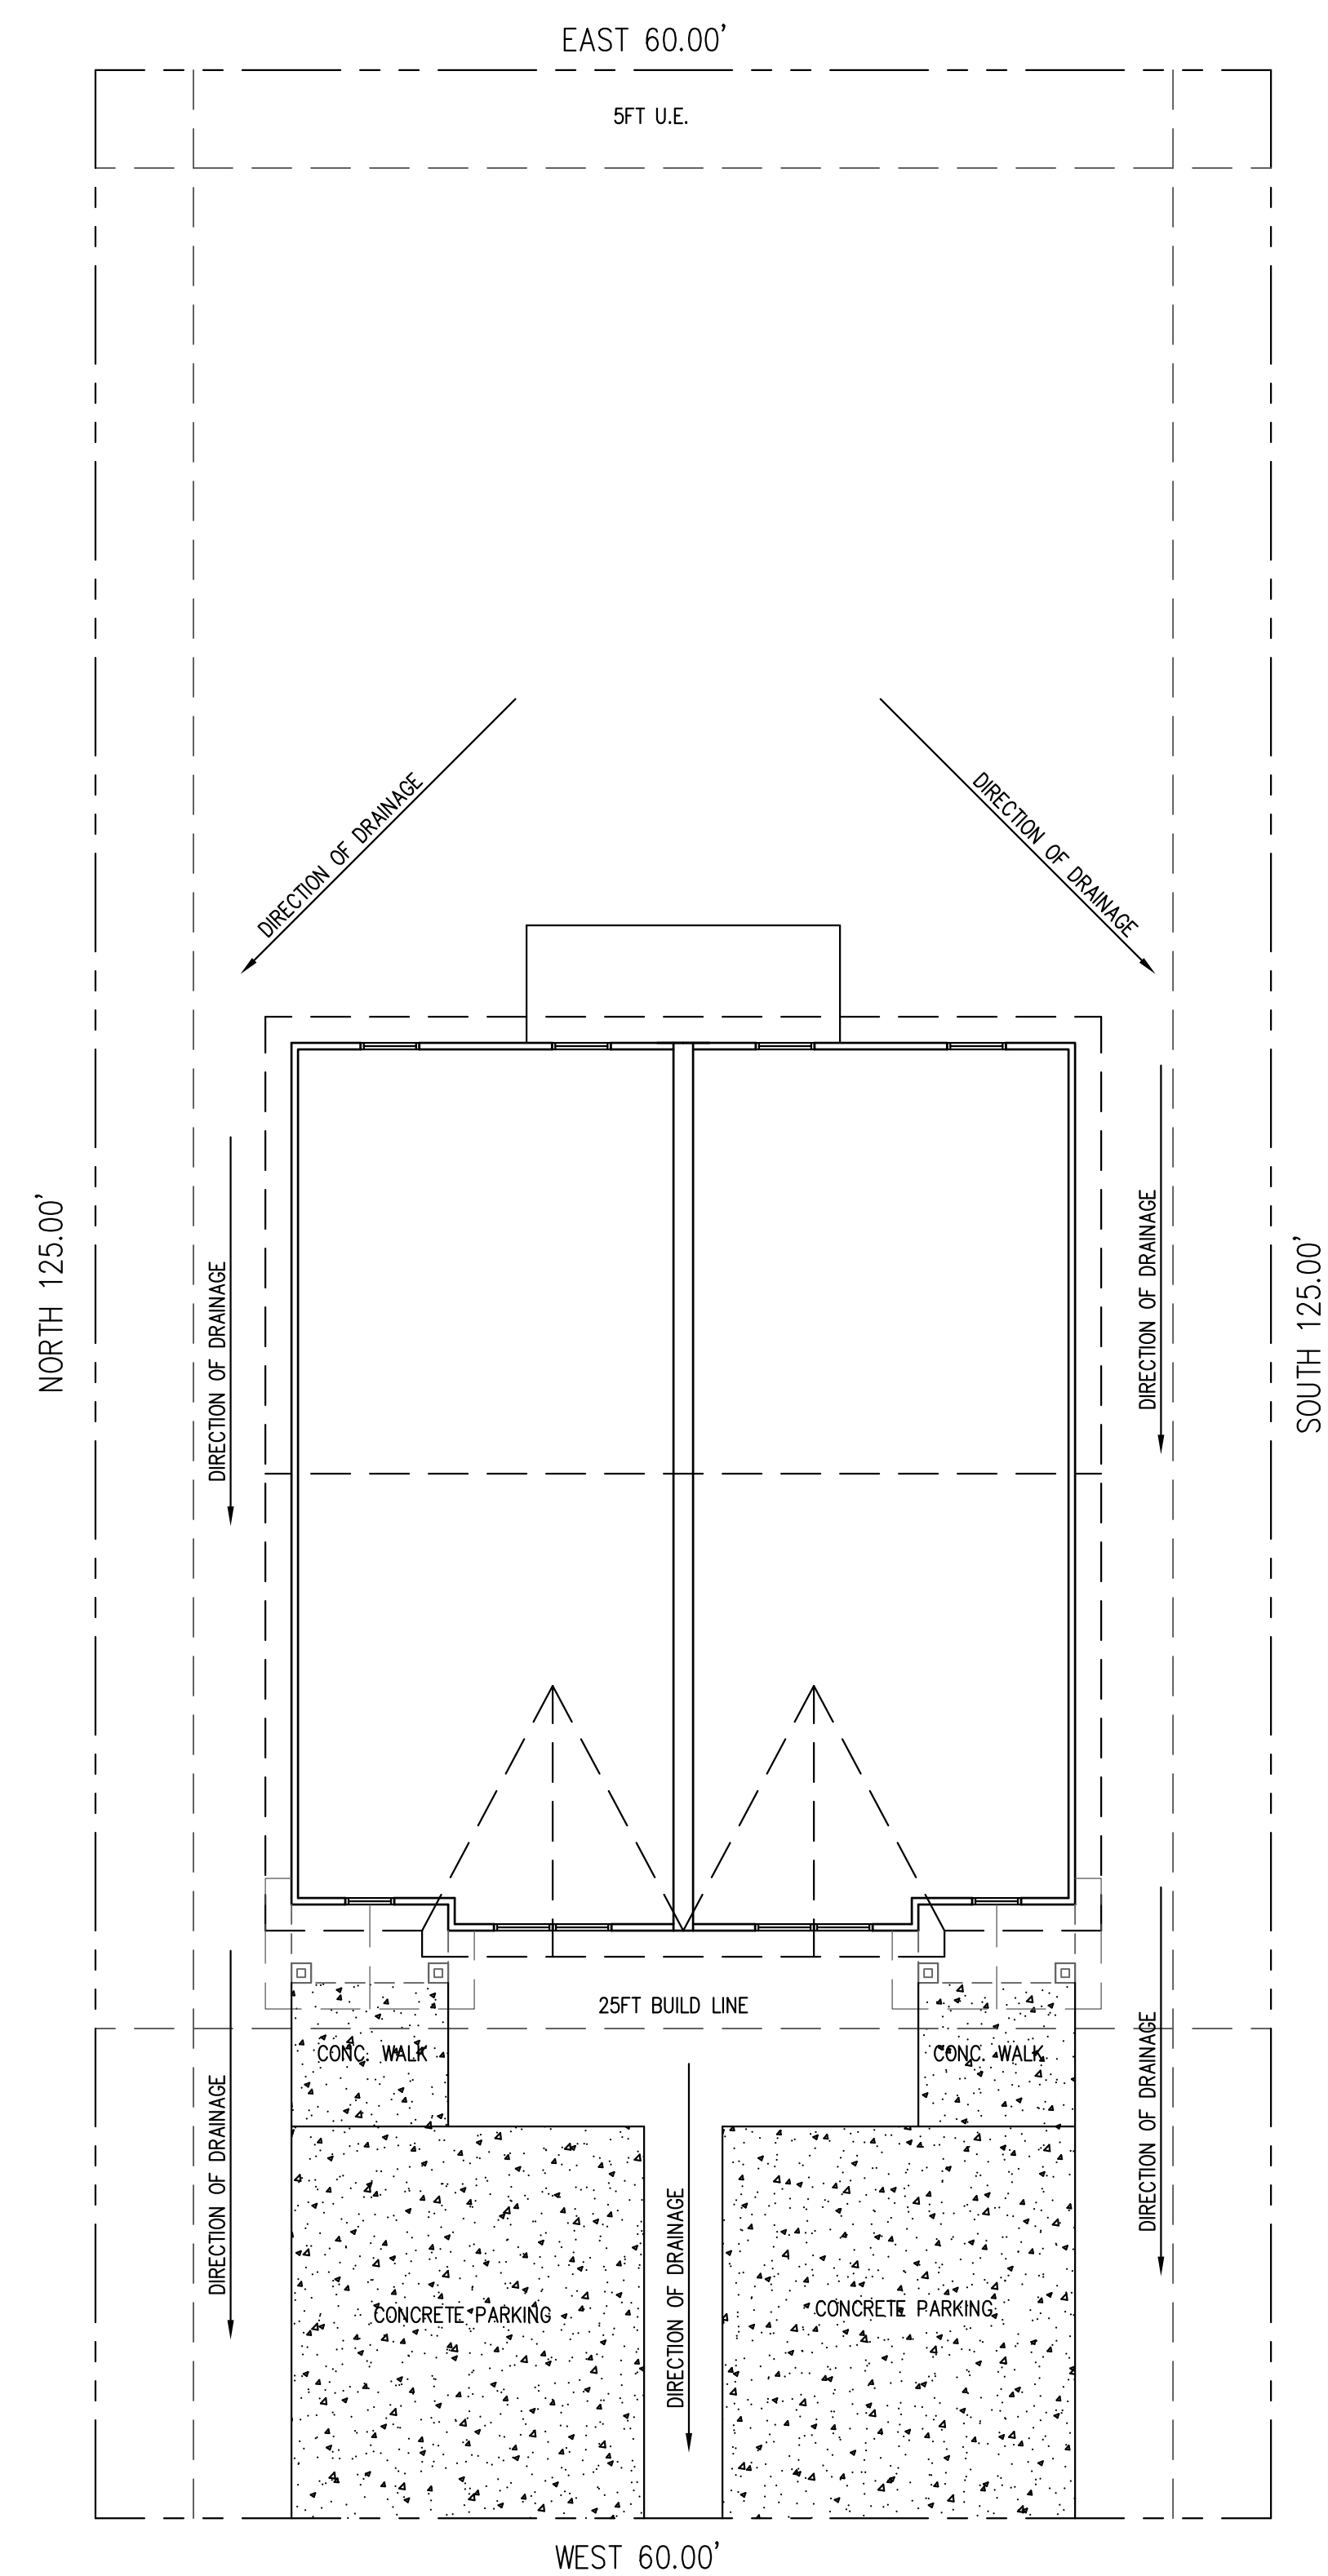 EAST 60.00'
5FT U.E.
DIRECTION OF DRAINAGE
DIRECTION OF DRAINAGE
NORTH 125.00'
DIRECTION OF DRAINAGE
DIRECTION OF DRAINAGE
SOUTH 125.00'
25FT BUILD LINE
CONC. WALK
CONC. WALK
DIRECTION OF DRAINAGE
DIRECTION OF DRAINAGE
DIRECTION OF DRAINAGE
CONCRETE PARKING
CONCRETE PARKING
WEST 60.00'